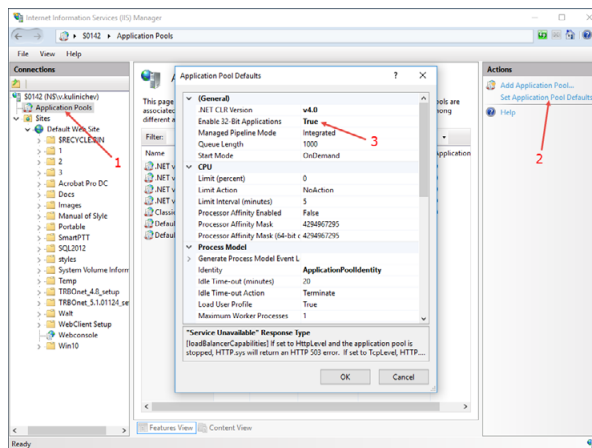 Internet Information Services (IIS) Manager
S0142
Application Pools
File View Help
Connections
S0142 (NS\v.kulinichev)
Application Pools
Sites
Default Web Site
$RECYCLE.BIN
1
2
3
Acrobat Pro DC
Docs
Images
Manual of Style
Portable
SmartPTT
SQL2012
styles
System Volume Inform
Temp
TRBOnet_4.8_setup
TRBOnet_5.1.01124_se
Walt
WebClient Setup
Webconsole
Win10
1
This page
associated
different
Filter:
Name
.NET v
.NET v
.NET v
.NET v
Classic
Defaul
Defaul
ools are
mong
Application
Application Pool Defaults
(General)
.NET CLR Version v4.0
Enable 32-Bit Applications True
Managed Pipeline Mode Integrated
Queue Length 1000
Start Mode OnDemand
CPU
Limit (percent) 0
Limit Action NoAction
Limit Interval (minutes) 5
Processor Affinity Enabled False
Processor Affinity Mask 4294967295
Processor Affinity Mask (64-bit c 4294967295
Process Model
Generate Process Model Event L
Identity ApplicationPoolIdentity
Idle Time-out (minutes) 20
Idle Time-out Action Terminate
Load User Profile True
Maximum Worker Processes 1
"Service Unavailable" Response Type
[loadBalancerCapabilities] If set to HttpLevel and the application pool is
stopped, HTTP.sys will return an HTTP 503 error. If set to TcpLevel, HTTP....
OK Cancel
3
Actions
Add Application Pool...
Set Application Pool Defaults
Help
2
Features View Content View
Ready